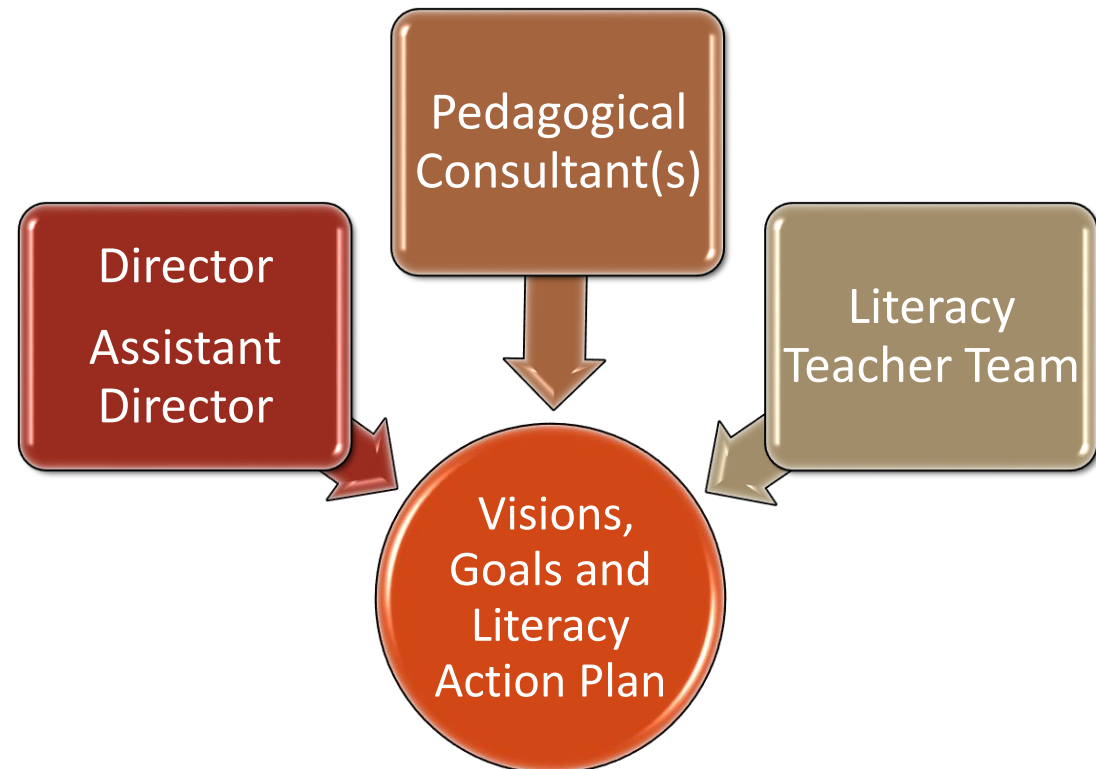 Pedagogical
Consultant(s)
Director
Assistant
Director
Literacy
Teacher Team
Visions,
Goals and
Literacy
Action Plan